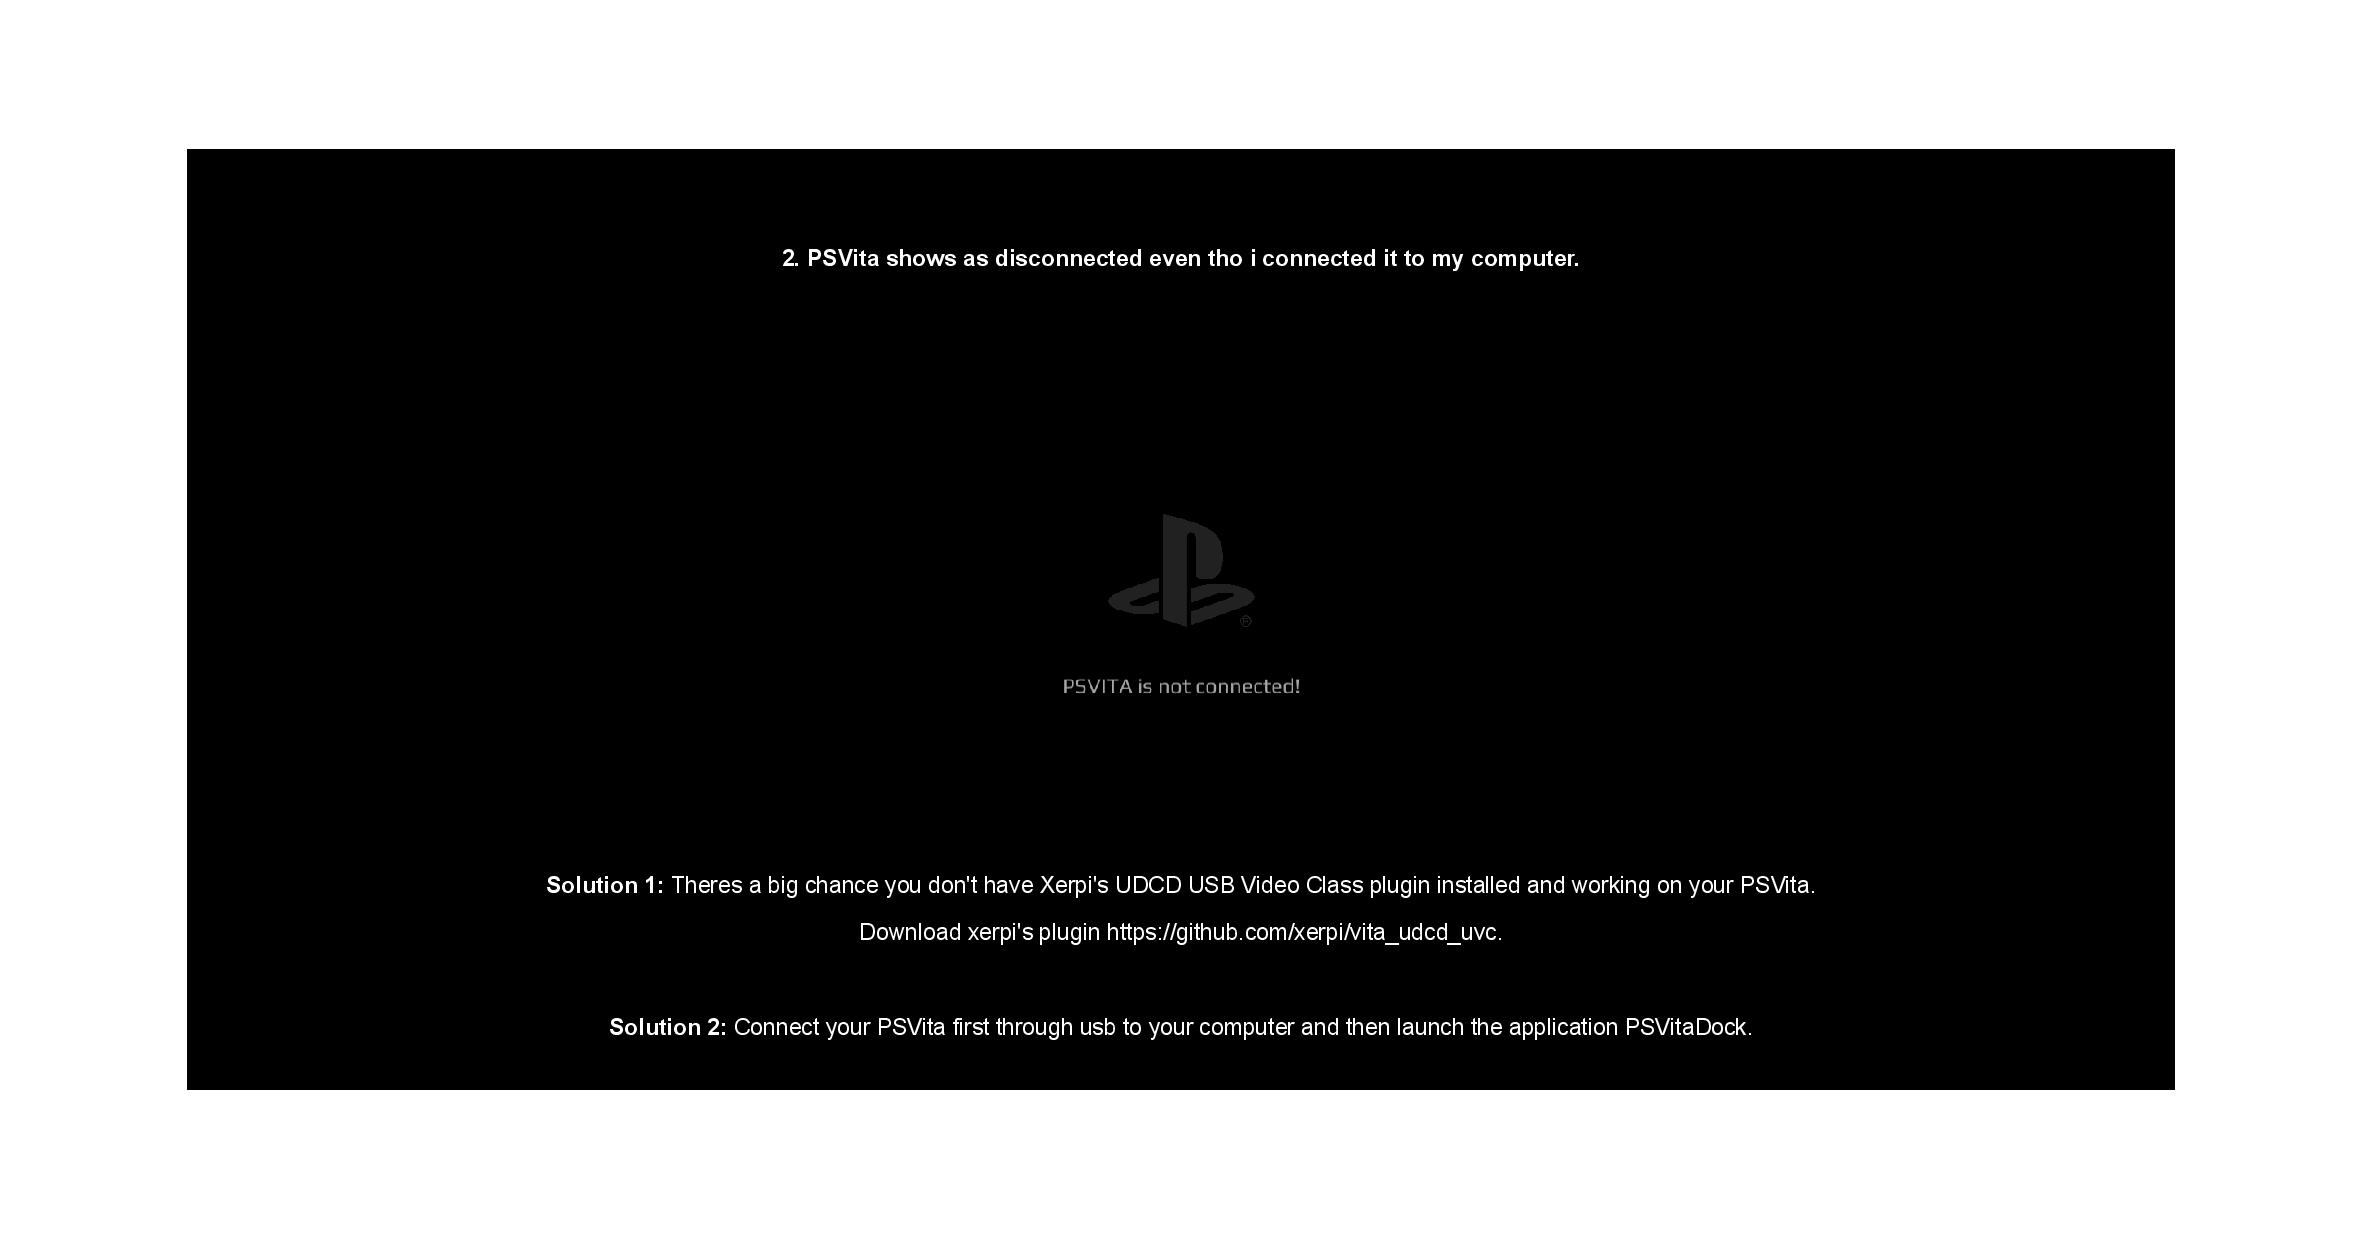 2. PSVita shows as disconnected even tho i connected it to my computer.
®
PSVITA is not connected!
Solution 1: Theres a big chance you don't have Xerpi's UDCD USB Video Class plugin installed and working on your PSVita.
Download xerpi's plugin https://github.com/xerpi/vita_udcd_uvc.
Solution 2: Connect your PSVita first through usb to your computer and then launch the application PSVitaDock.